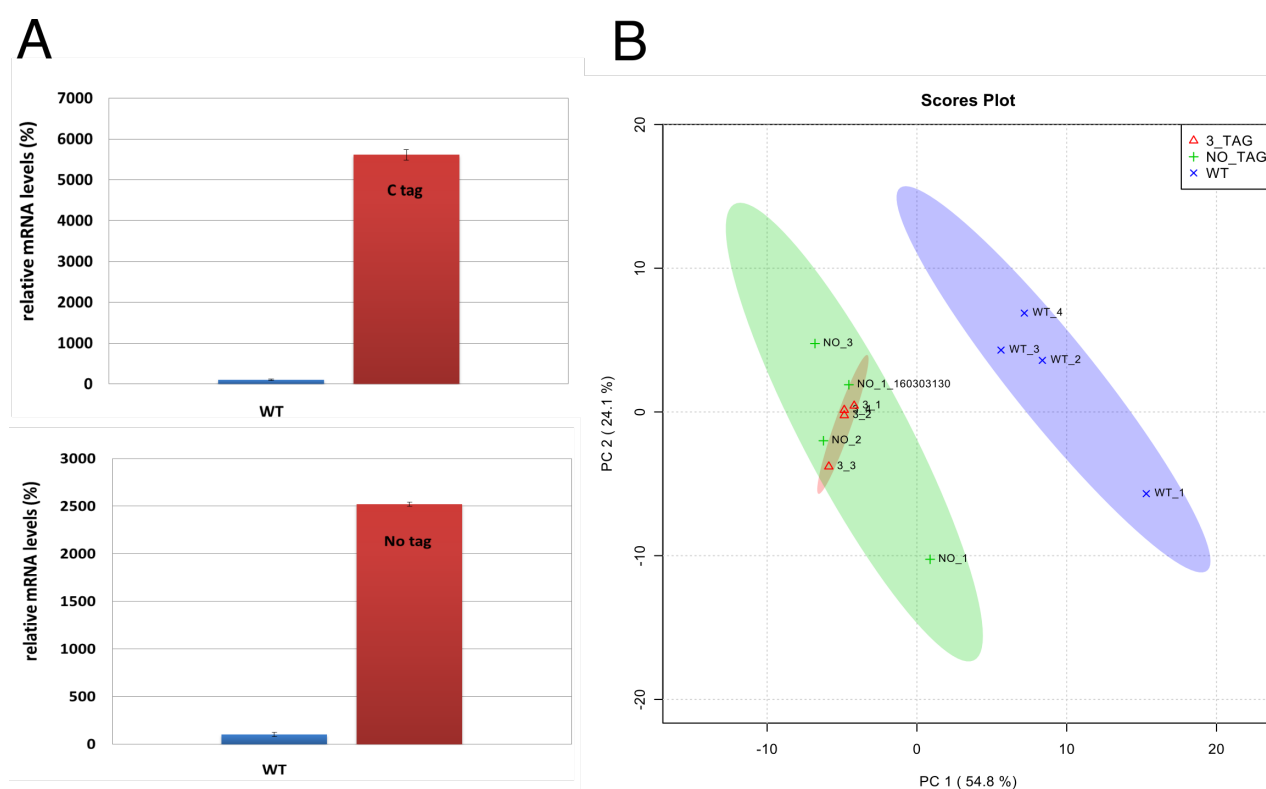 A
B
7000
6000
5000
4000
3000
2000
1000
0
relative mRNA levels (%)
C tag
WT
3000
2500
2000
1500
1000
500
0
relative mRNA levels (%)
No tag
WT
Scores Plot
3_TAG
NO_TAG
WT
20
10
0
-10
-20
PC 2 ( 24.1 %)
WT_4
WT_3
WT_2
WT_1
NO_3
NO_1_160303130
3_1
3_2
NO_2
3_3
NO_1
-10
0
10
20
PC 1 ( 54.8 %)